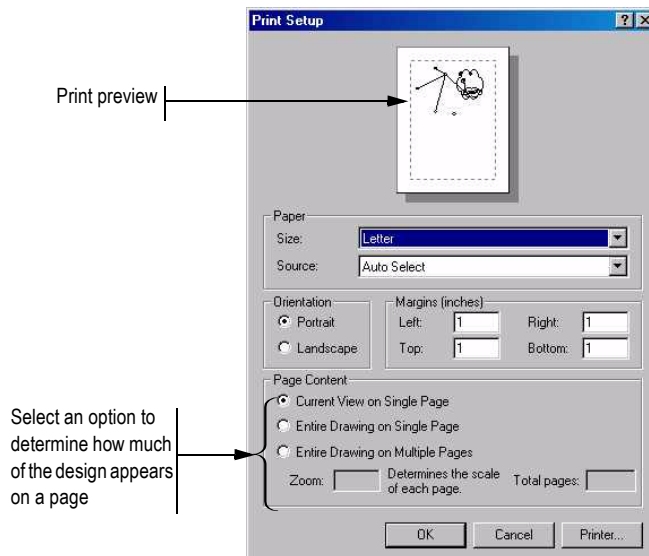 Print Setup
Print preview
Paper
Size: Letter
Source: Auto Select
Orientation
Portrait
Landscape
Margins (inches)
Left: 1 Right: 1
Top: 1 Bottom: 1
Page Content
Current View on Single Page
Entire Drawing on Single Page
Entire Drawing on Multiple Pages
Zoom: Determines the scale
of each page.
Total pages:
Select an option to
determine how much
of the design appears
on a page
OK Cancel Printer...